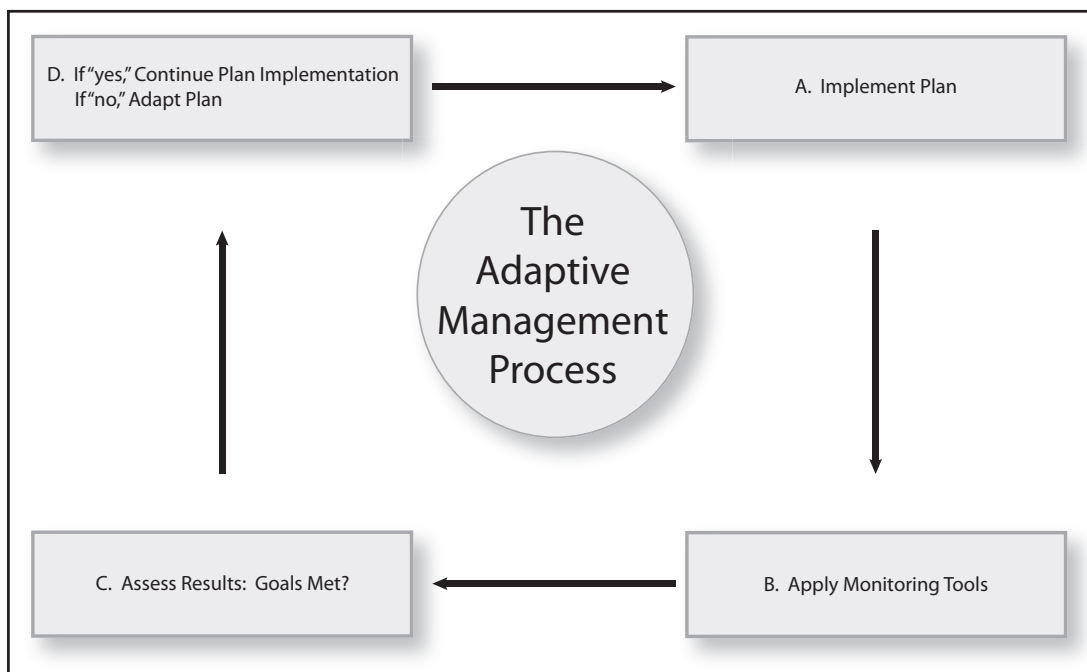 D. If "yes," Continue Plan Implementation
If "no," Adapt Plan
A. Implement Plan
The
Adaptive
Management
Process
C. Assess Results: Goals Met?
B. Apply Monitoring Tools